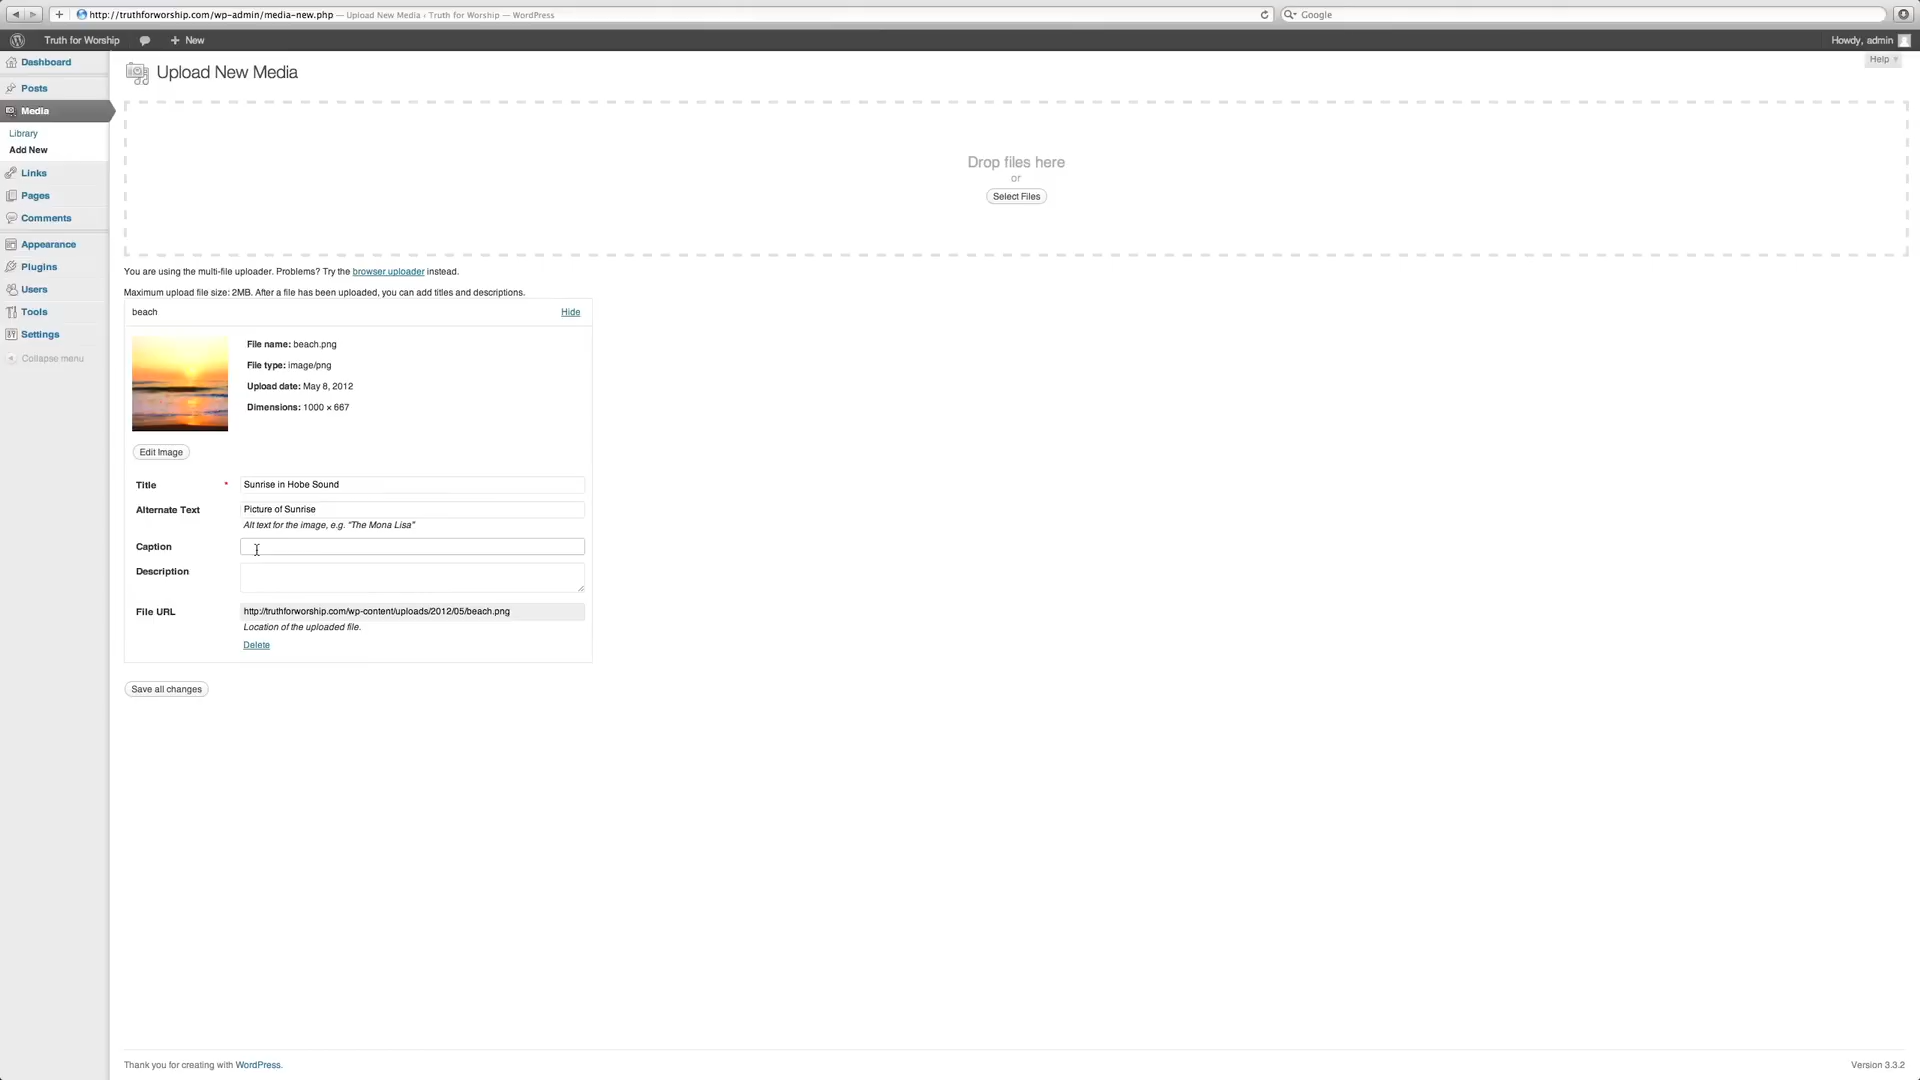 http://truthforworship.com/wp-admin/media-new.php — Upload New Media ‹ Truth for Worship — WordPress
Google
Truth for Worship
+ New
Howdy, admin
Dashboard
Posts
Media
Library
Add New
Links
Pages
Comments
Appearance
Plugins
Users
Tools
Settings
Collapse menu
Help
Upload New Media
Drop files here
or
Select Files
You are using the multi-file uploader. Problems? Try the browser uploader instead.
Maximum upload file size: 2MB. After a file has been uploaded, you can add titles and descriptions.
beach
Hide
File name: beach.png
File type: image/png
Upload date: May 8, 2012
Dimensions: 1000 × 667
Edit Image
Title * Sunrise in Hobe Sound
Alternate Text Picture of Sunrise
Alt text for the image, e.g. “The Mona Lisa”
Caption
Description
File URL http://truthforworship.com/wp-content/uploads/2012/05/beach.png
Location of the uploaded file.
Delete
Save all changes
Thank you for creating with WordPress.
Version 3.3.2